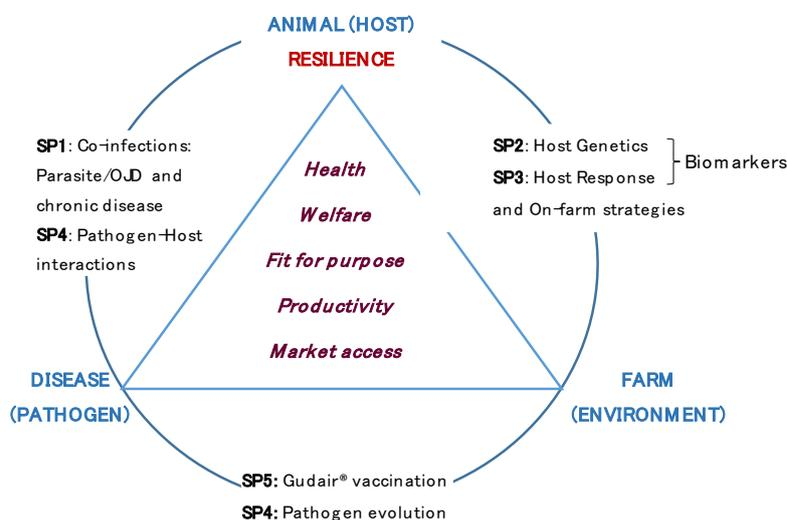 ANIMAL (HOST)
RESILIENCE
SP1: Co-infections:
Parasite/OJD and
chronic disease
SP4: Pathogen-Host
interactions
SP2: Host Genetics
SP3: Host Response
Biomarkers
and On-farm strategies
Health
Welfare
Fit for purpose
Productivity
Market access
DISEASE
(PATHOGEN)
FARM
(ENVIRONMENT)
SP5: Gudair® vaccination
SP4: Pathogen evolution